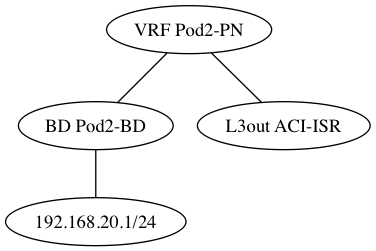 VRF Pod2-PN
BD Pod2-BD
L3out ACI-ISR
192.168.20.1/24